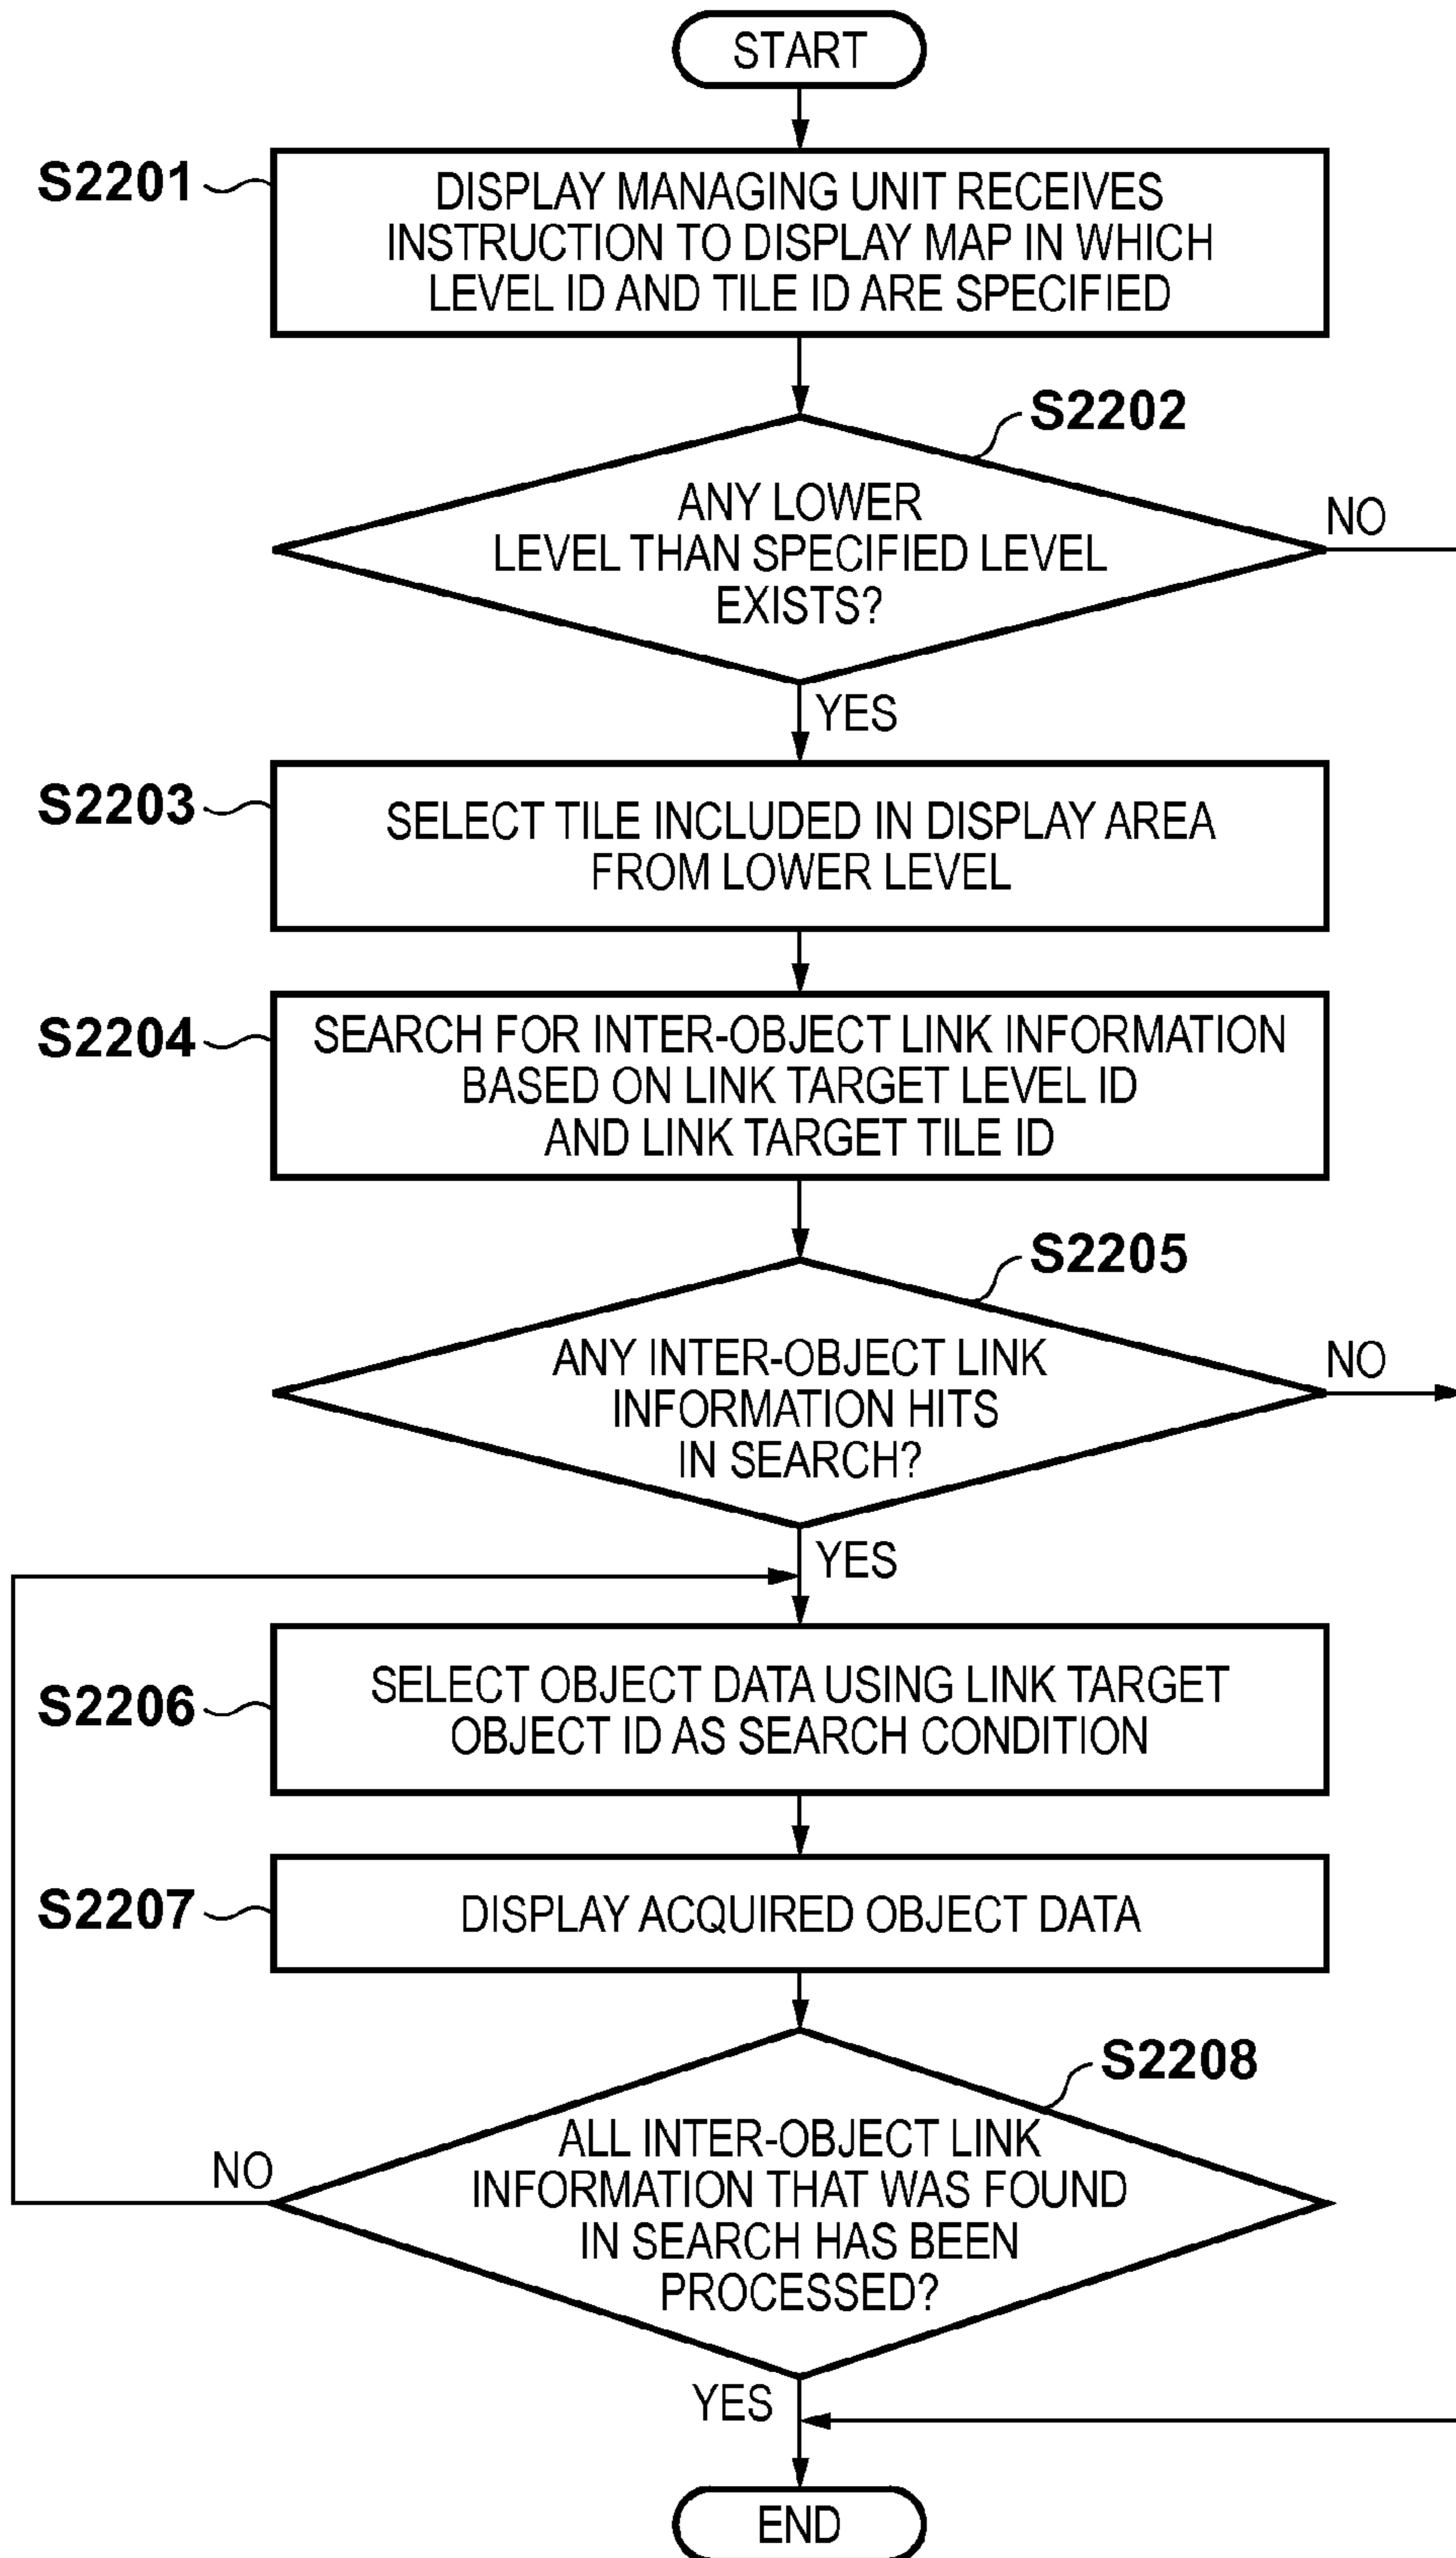 START
S2201
DISPLAY MANAGING UNIT RECEIVES
INSTRUCTION TO DISPLAY MAP IN WHICH
LEVEL ID AND TILE ID ARE SPECIFIED
S2202
ANY LOWER
LEVEL THAN SPECIFIED LEVEL
EXISTS?
NO
YES
S2203
SELECT TILE INCLUDED IN DISPLAY AREA
FROM LOWER LEVEL
S2204
SEARCH FOR INTER-OBJECT LINK INFORMATION
BASED ON LINK TARGET LEVEL ID
AND LINK TARGET TILE ID
S2205
ANY INTER-OBJECT LINK
INFORMATION HITS
IN SEARCH?
NO
YES
S2206
SELECT OBJECT DATA USING LINK TARGET
OBJECT ID AS SEARCH CONDITION
S2207
DISPLAY ACQUIRED OBJECT DATA
S2208
ALL INTER-OBJECT LINK
INFORMATION THAT WAS FOUND
IN SEARCH HAS BEEN
PROCESSED?
NO
YES
END